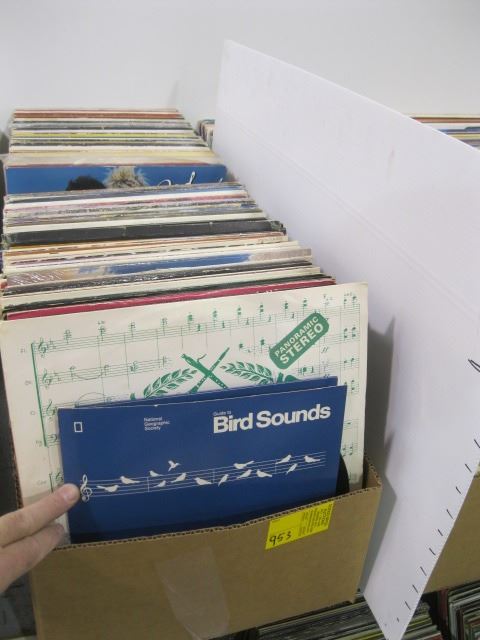 PANORAMIC
STEREO
National
Geographic
Society
Guide to
Bird Sounds
953